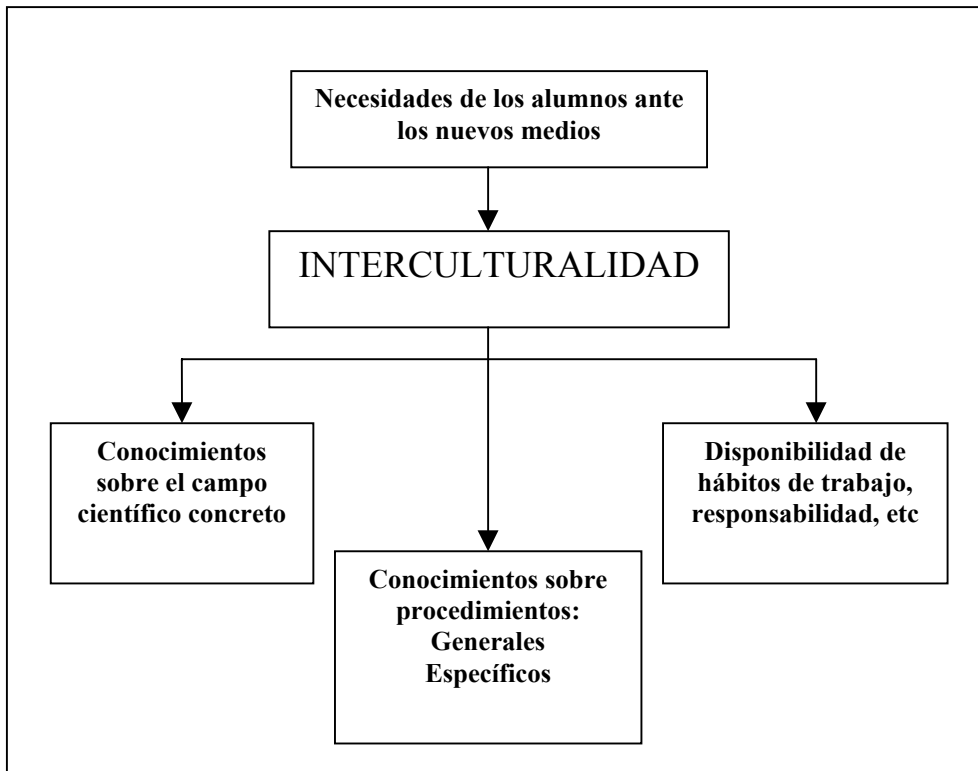 Necesidades de los alumnos ante
los nuevos medios
INTERCULTURALIDAD
Conocimientos
sobre el campo
científico concreto
Conocimientos sobre
procedimientos:
Generales
Específicos
Disponibilidad de
hábitos de trabajo,
responsabilidad, etc